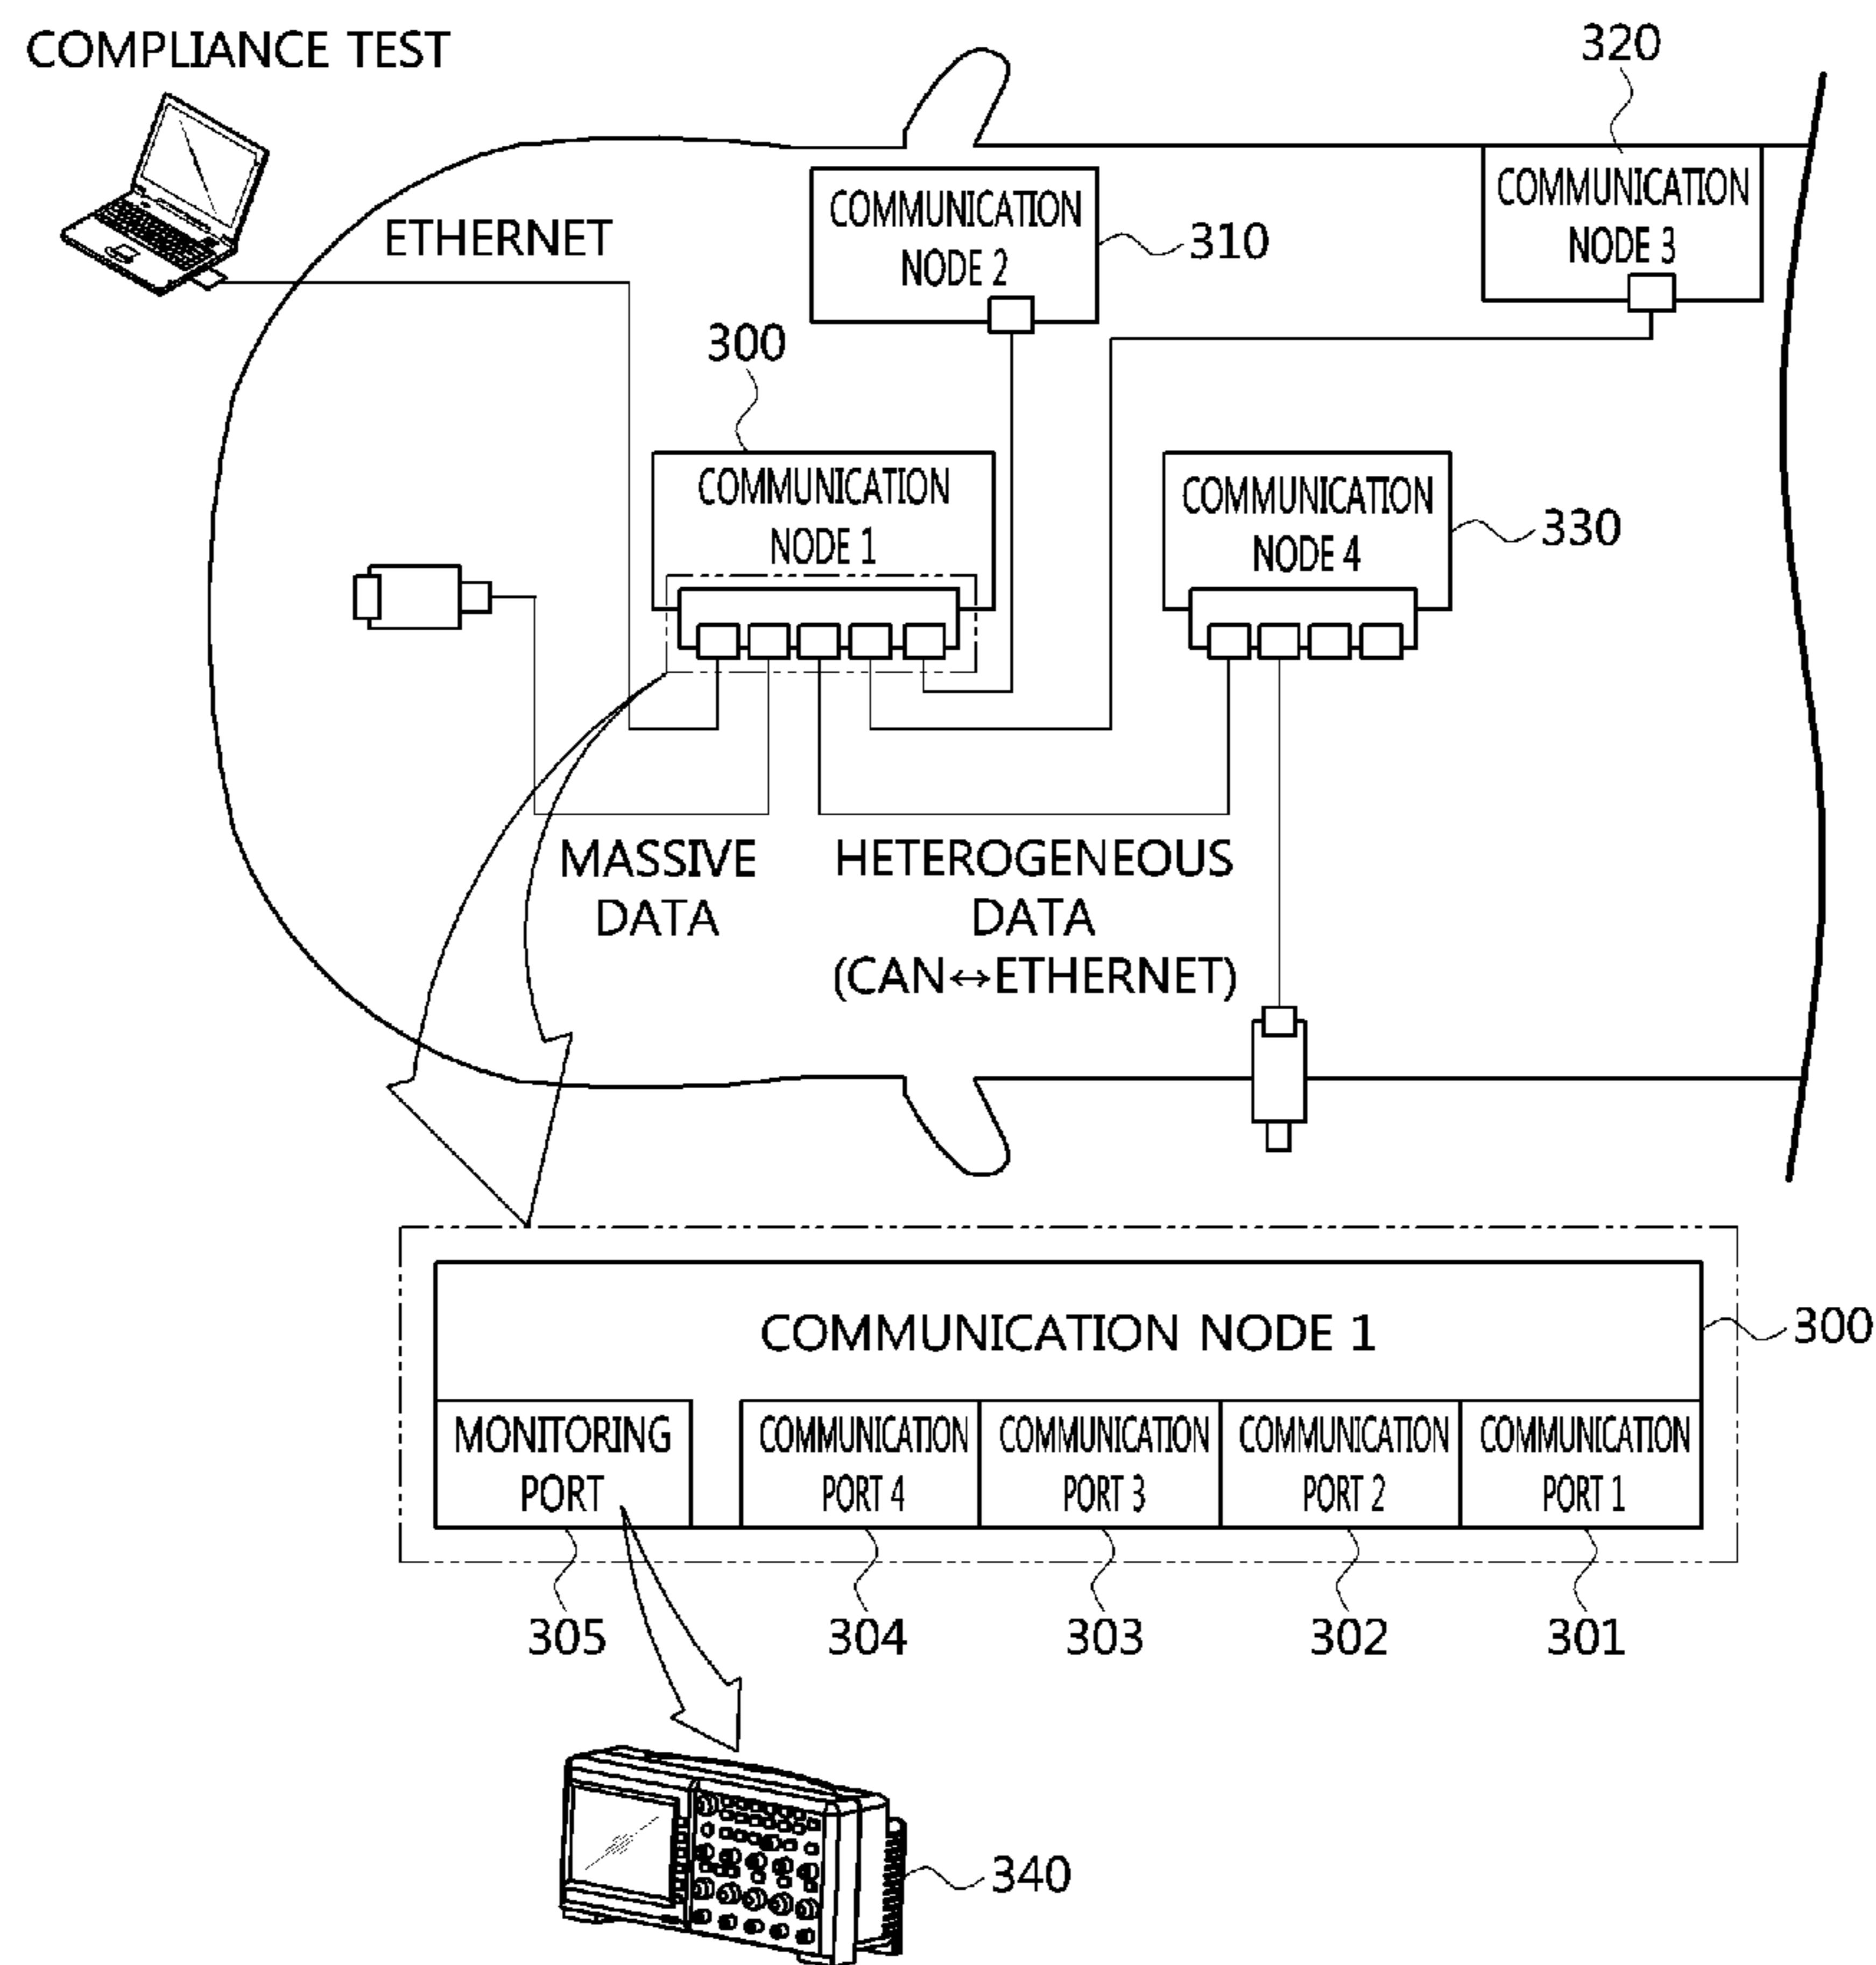 COMPLIANCE TEST
320
ETHERNET
COMMUNICATION
NODE 2
310
COMMUNICATION
NODE 3
300
COMMUNICATION
NODE 1
COMMUNICATION
NODE 4
330
MASSIVE
DATA
HETEROGENEOUS
DATA
(CAN↔ETHERNET)
COMMUNICATION NODE 1
300
MONITORING
PORT
COMMUNICATION
PORT 4
COMMUNICATION
PORT 3
COMMUNICATION
PORT 2
COMMUNICATION
PORT 1
305
304
303
302
301
340